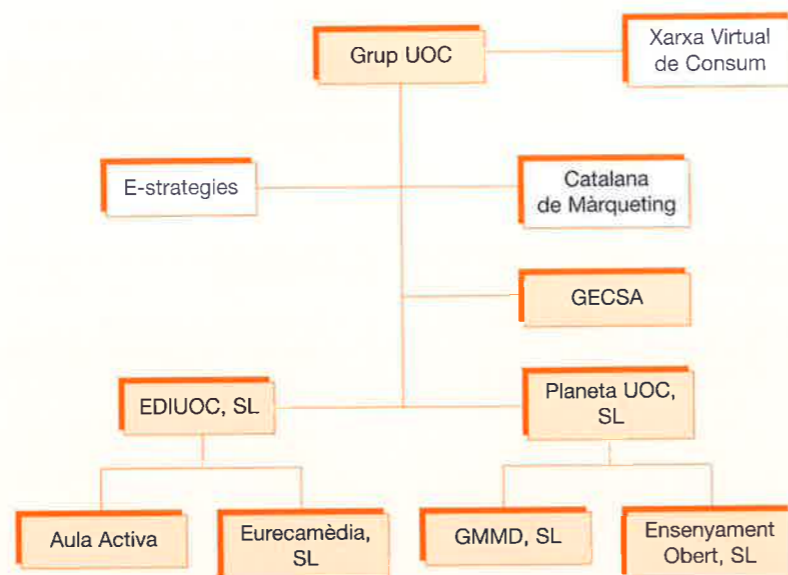 Grup UOC
Xarxa Virtual
de Consum
E-strategies
Catalana
de Màrqueting
GECSA
EDIUOC, SL
Planeta UOC,
SL
Aula Activa
Eurecamèdia,
SL
GMMD, SL
Ensenyament
Obert, SL